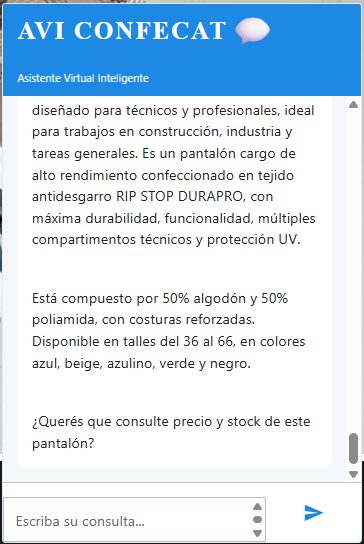 AVI CONFECAT 💬
Asistente Virtual Inteligente
diseñado para técnicos y profesionales, ideal
para trabajos en construcción, industria y
tareas generales. Es un pantalón cargo de
alto rendimiento confeccionado en tejido
antidesgarro RIP STOP DURAPRO, con
máxima durabilidad, funcionalidad, múltiples
compartimentos técnicos y protección UV.
Está compuesto por 50% algodón y 50%
poliamida, con costuras reforzadas.
Disponible en talles del 36 al 66, en colores
azul, beige, azulino, verde y negro.
¿Querés que consulte precio y stock de este
pantalón?
Escriba su consulta...